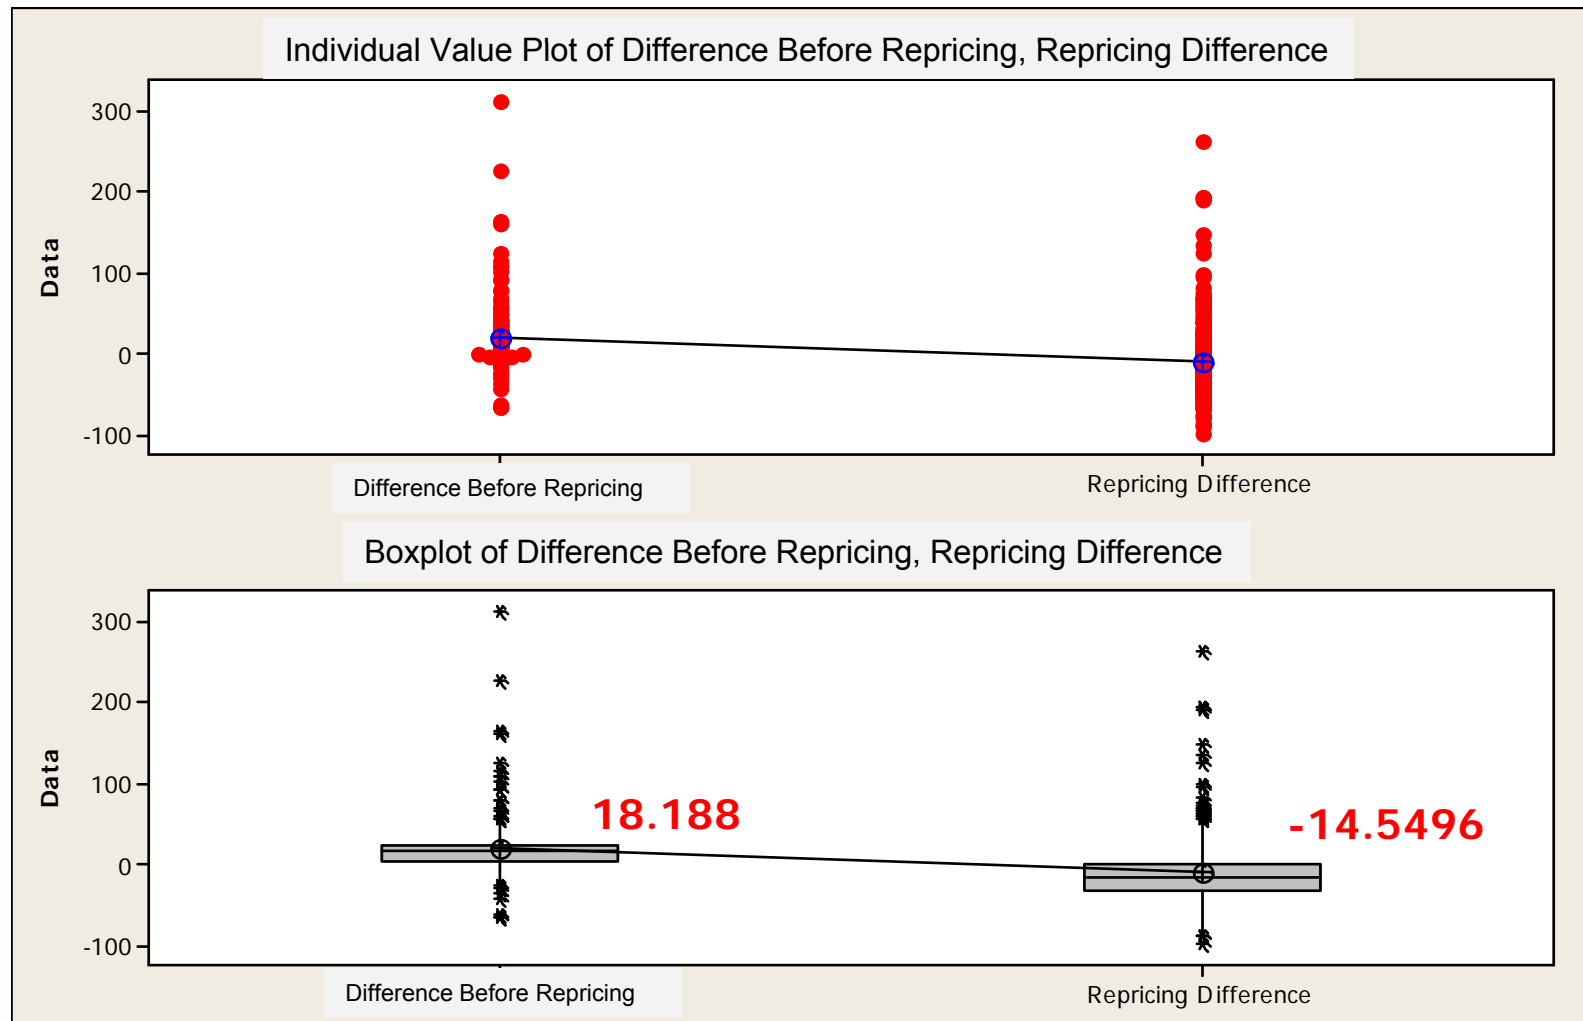 Individual Value Plot of Difference Before Repricing, Repricing Difference
300
200
100
0
-100
Data
Difference Before Repricing
Repricing Difference
Boxplot of Difference Before Repricing, Repricing Difference
300
200
100
0
-100
Data
18.188
-14.5496
Difference Before Repricing
Repricing Difference